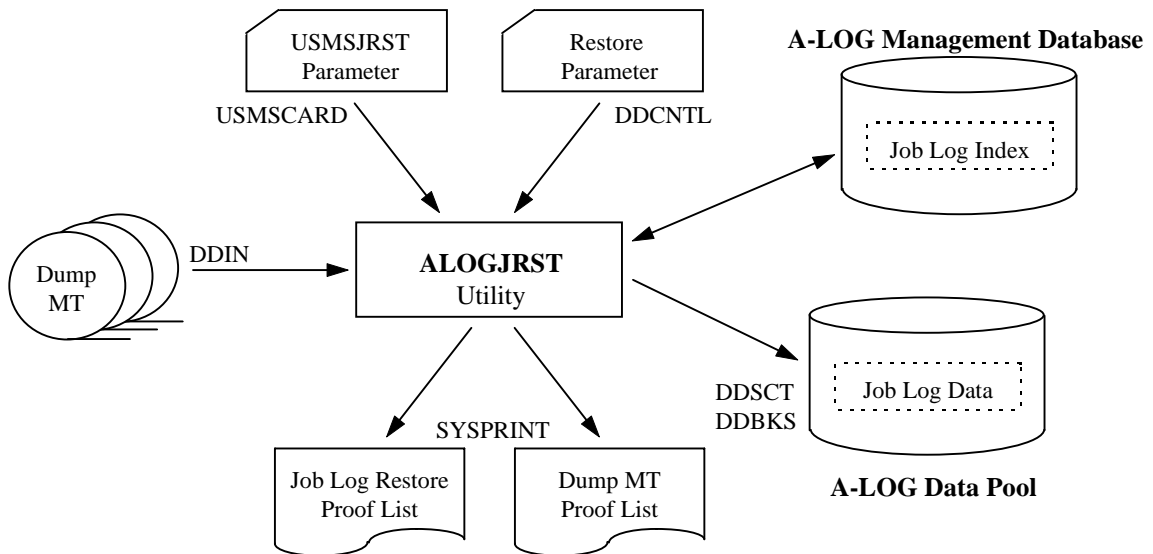 USMSJRST
Parameter
Restore
Parameter
A-LOG Management Database
USMSCARD
DDCNTL
Job Log Index
DDIN
Dump
MT
ALOGJRST
Utility
DDSCT
DDBKS
Job Log Data
SYSPRINT
Job Log Restore
Proof List
Dump MT
Proof List
A-LOG Data Pool